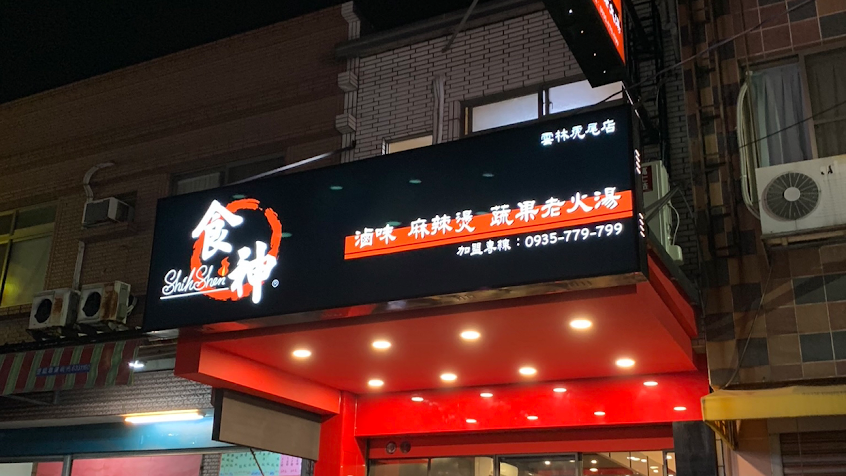 雲林虎尾店
食神
ShihShen
®
滷味 麻辣燙 蔬果老火湯
加盟專線：0935-779-799